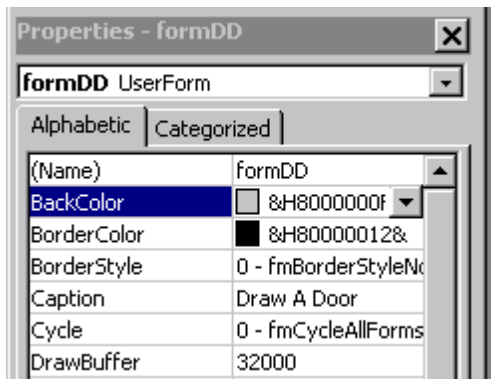 Properties - formDD
formDD UserForm
Alphabetic Categorized
(Name) formDD
BackColor &H8000000F
BorderColor &H80000012&
BorderStyle 0 - fmBorderStyleNo
Caption Draw A Door
Cycle 0 - fmCycleAllForms
DrawBuffer 32000